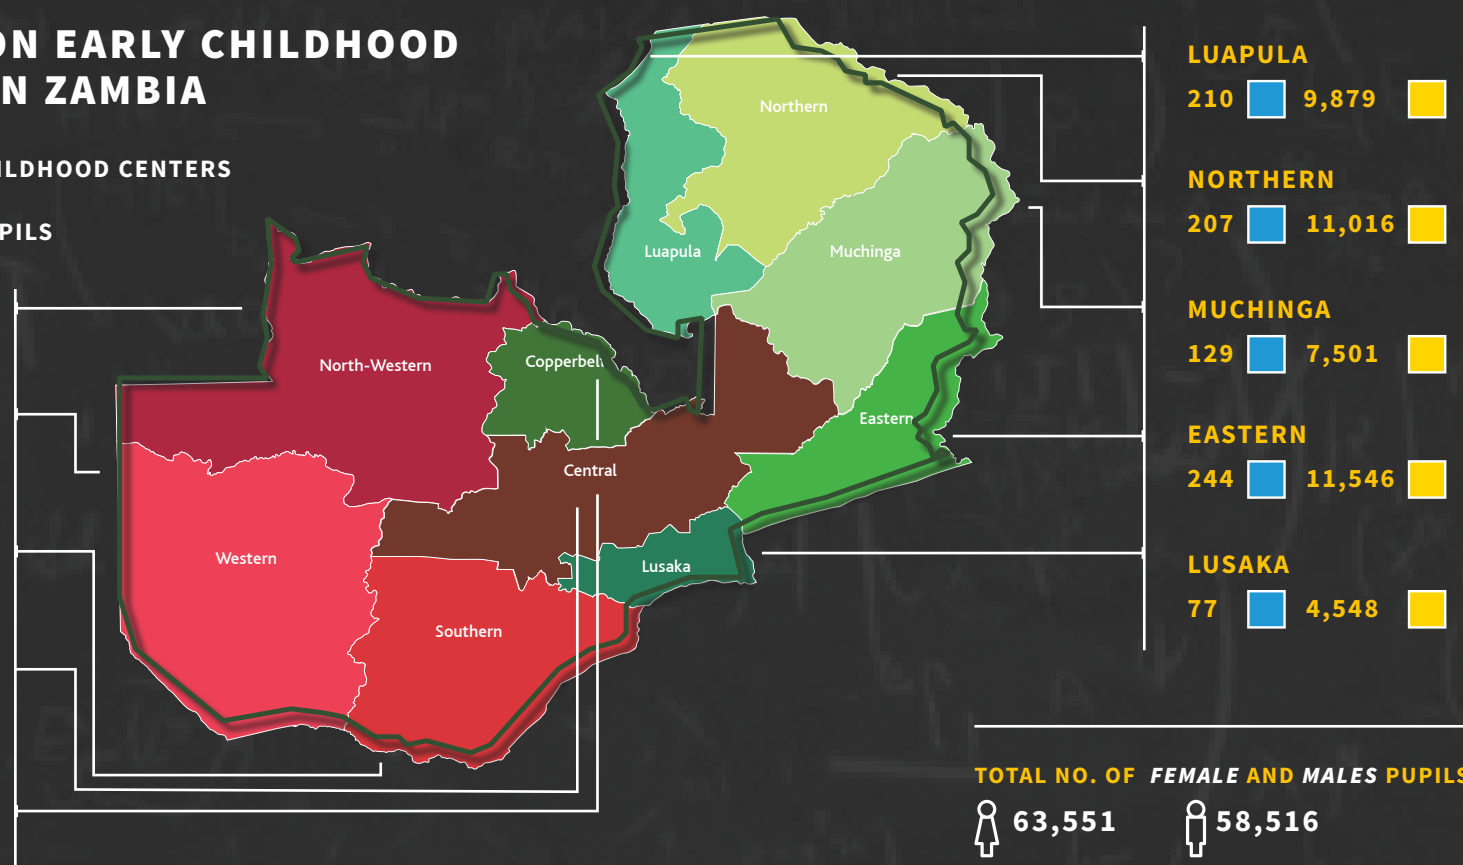 ON EARLY CHILDHOOD
N ZAMBIA
ILDHOOD CENTERS
PILS
Northern
Luapula
Muchinga
North-Western
Copperbelt
Eastern
Central
Western
Lusaka
Southern
LUAPULA
210 9,879
NORTHERN
207 11,016
MUCHINGA
129 7,501
EASTERN
244 11,546
LUSAKA
77 4,548
TOTAL NO. OF FEMALE AND MALES PUPILS
63,551 58,516